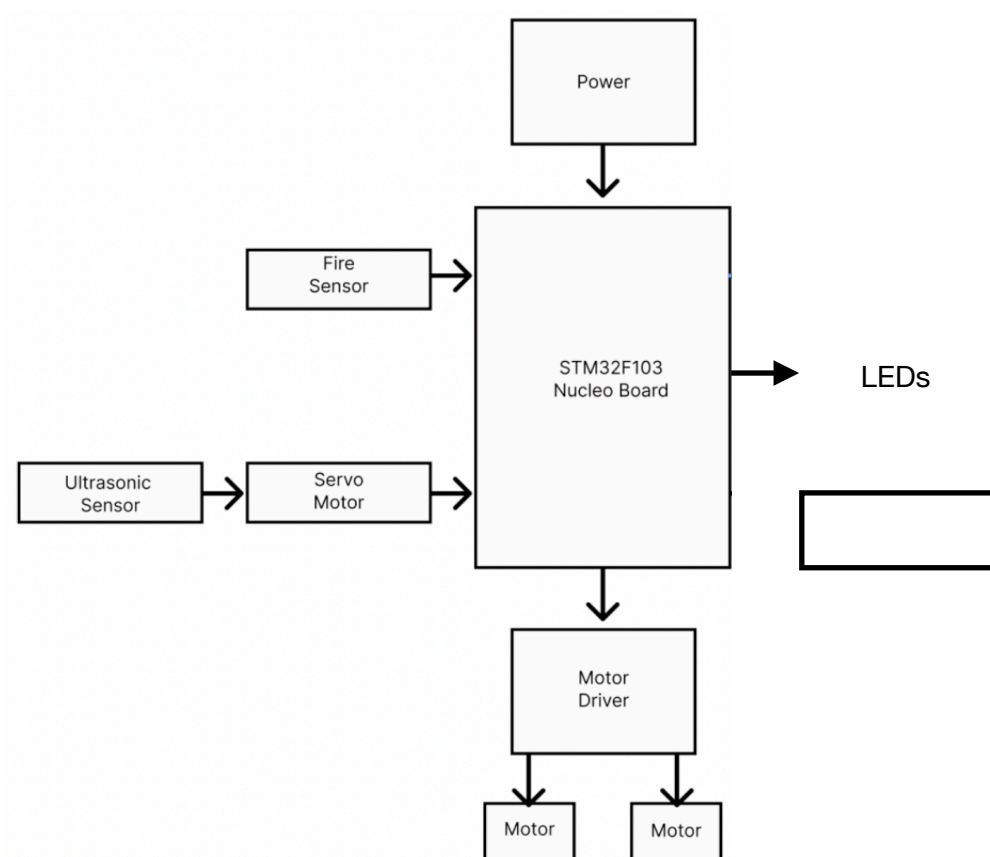 Power
Fire
Sensor
STM32F103
Nucleo Board
LEDs
Ultrasonic
Sensor
Servo
Motor
Motor
Driver
Motor
Motor